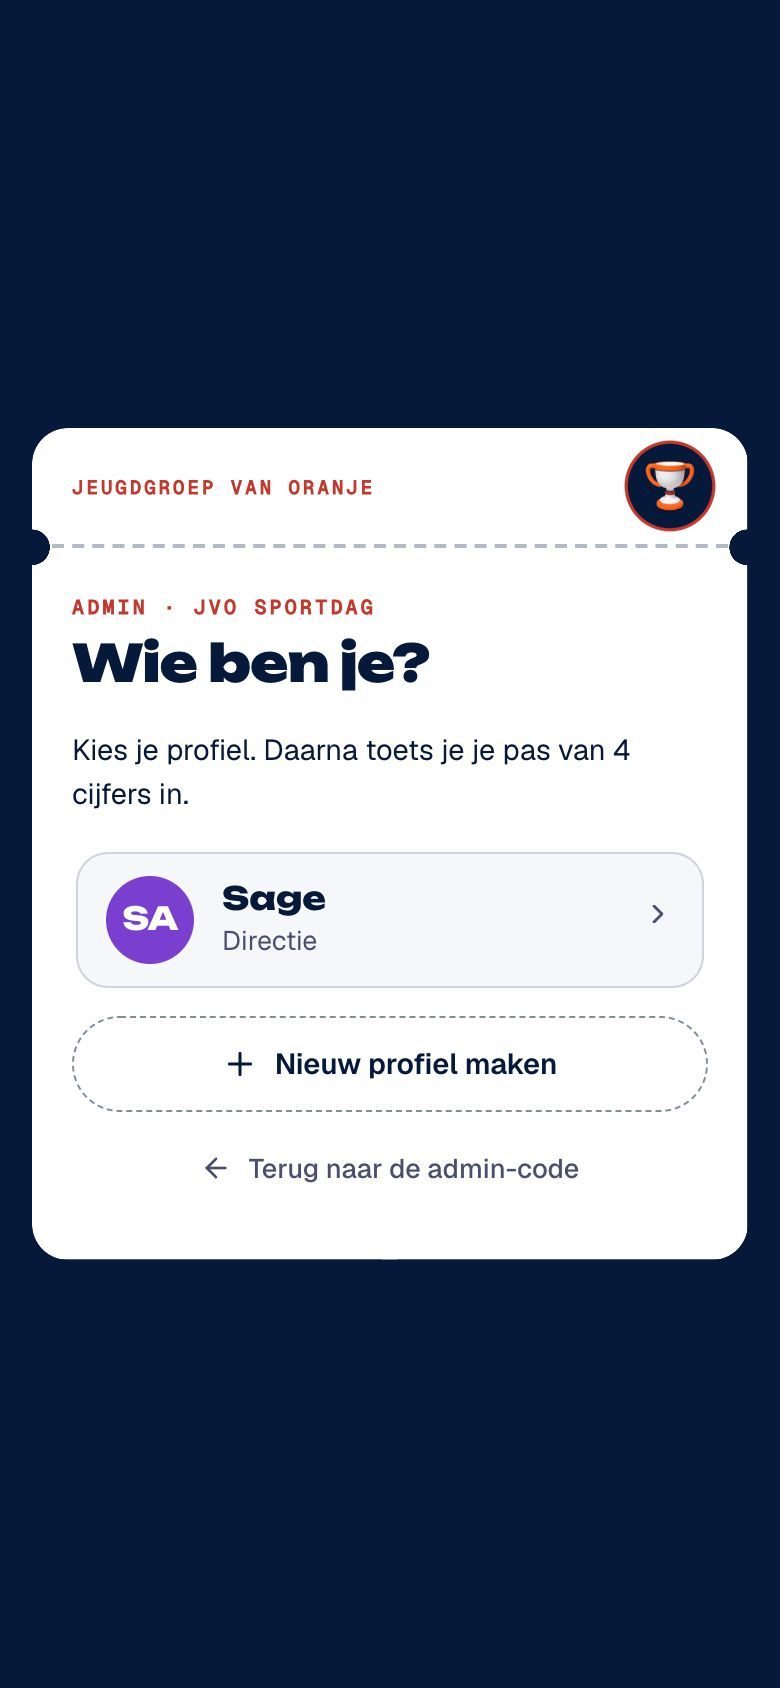 JEUGDGROEP VAN ORANJE
ADMIN · JVO SPORTDAG
Wie ben je?
Kies je profiel. Daarna toets je je pas van 4
cijfers in.
SA
Sage
Directie
Nieuw profiel maken
Terug naar de admin-code